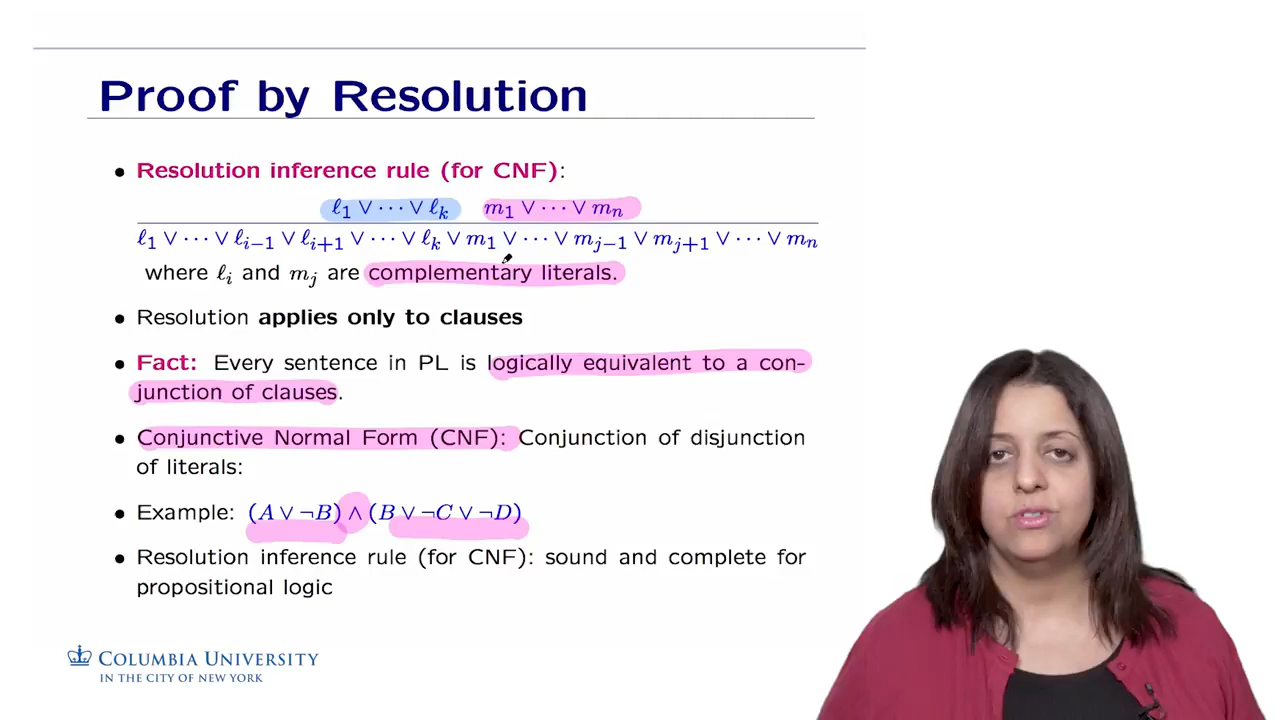 Proof by Resolution
• Resolution inference rule (for CNF):
ℓ₁ ∨ ⋯ ∨ ℓₖ   m₁ ∨ ⋯ ∨ mₙ
ℓ₁ ∨ ⋯ ∨ ℓᵢ₋₁ ∨ ℓᵢ₊₁ ∨ ⋯ ∨ ℓₖ ∨ m₁ ∨ ⋯ ∨ mⱼ₋₁ ∨ mⱼ₊₁ ∨ ⋯ ∨ mₙ
where ℓᵢ and mⱼ are complementary literals.
• Resolution applies only to clauses
• Fact: Every sentence in PL is logically equivalent to a con-
junction of clauses.
• Conjunctive Normal Form (CNF): Conjunction of disjunction
of literals:
• Example: (A ∨ ¬B) ∧ (B ∨ ¬C ∨ ¬D)
• Resolution inference rule (for CNF): sound and complete for
propositional logic
COLUMBIA UNIVERSITY
IN THE CITY OF NEW YORK